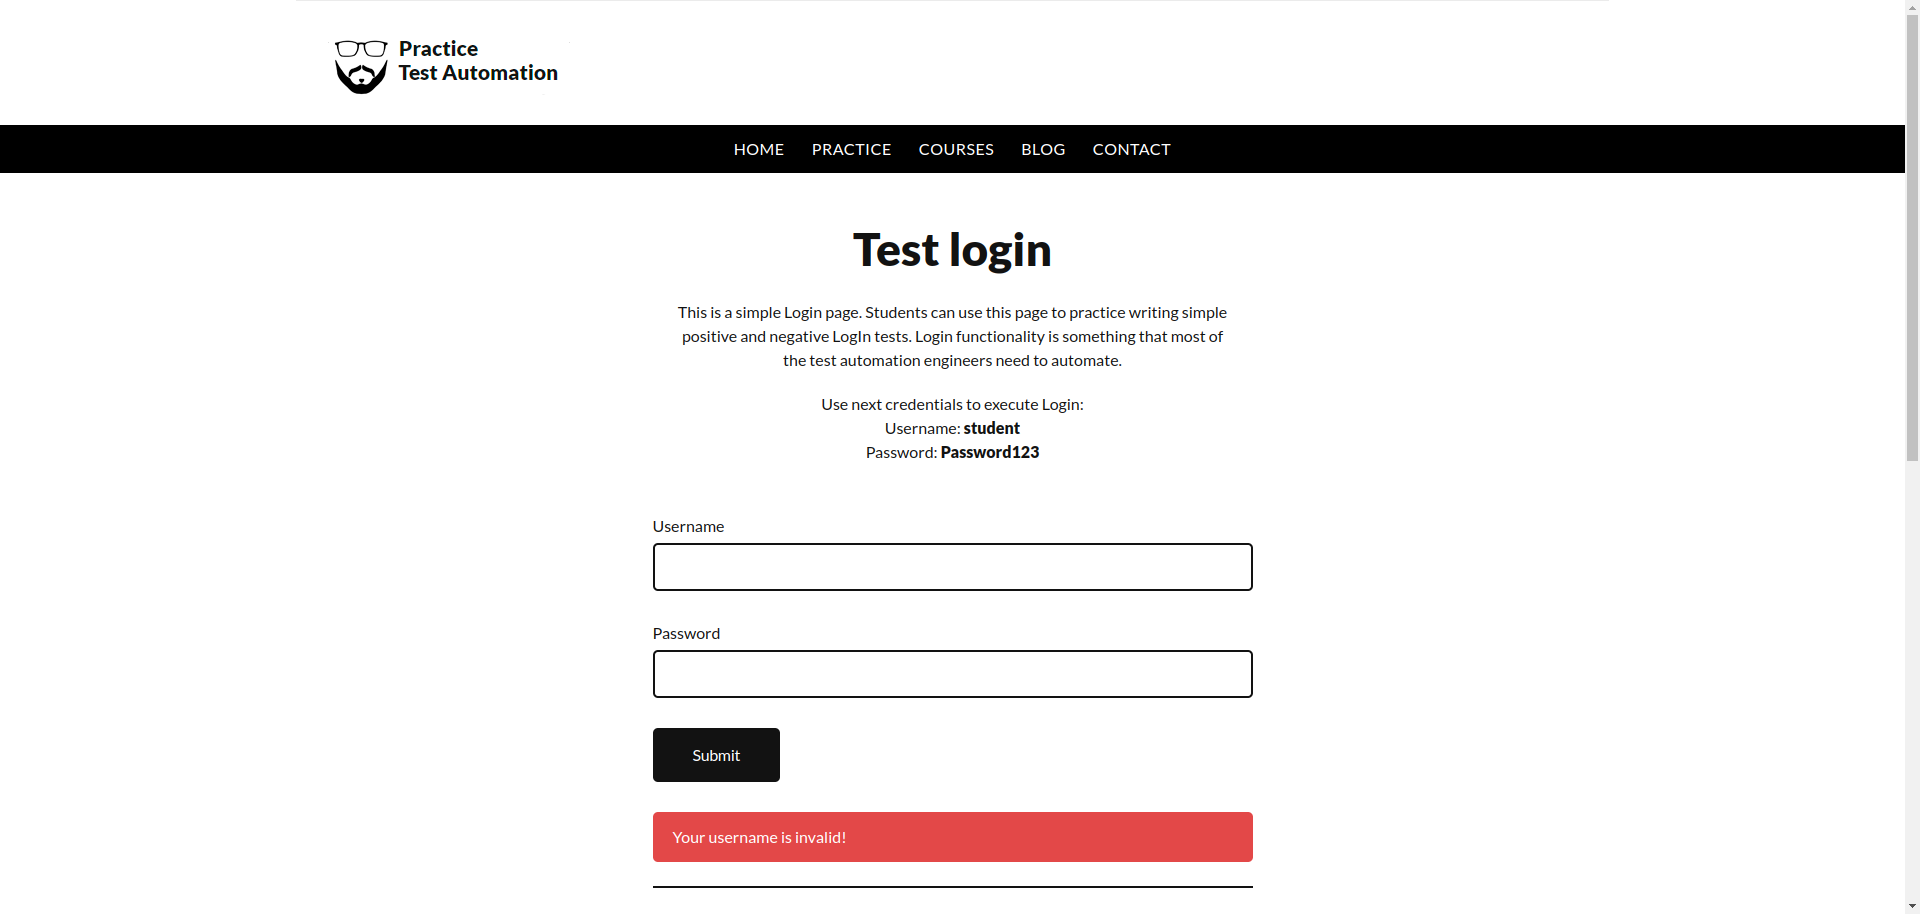 Practice
Test Automation
HOME PRACTICE COURSES BLOG CONTACT
Test login
This is a simple Login page. Students can use this page to practice writing simple
positive and negative LogIn tests. Login functionality is something that most of
the test automation engineers need to automate.
Use next credentials to execute Login:
Username: student
Password: Password123
Username
Password
Submit
Your username is invalid!